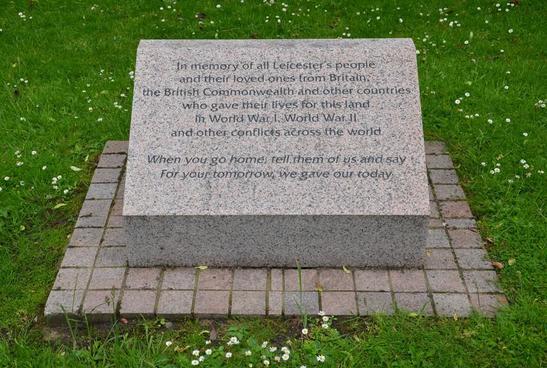 In memory of all Leicester's people
and their loved ones from Britain,
the British Commonwealth and other countries
who gave their lives for this land
in World War I, World War II
and other conflicts across the world
When you go home, tell them of us and say
For your tomorrow, we gave our today